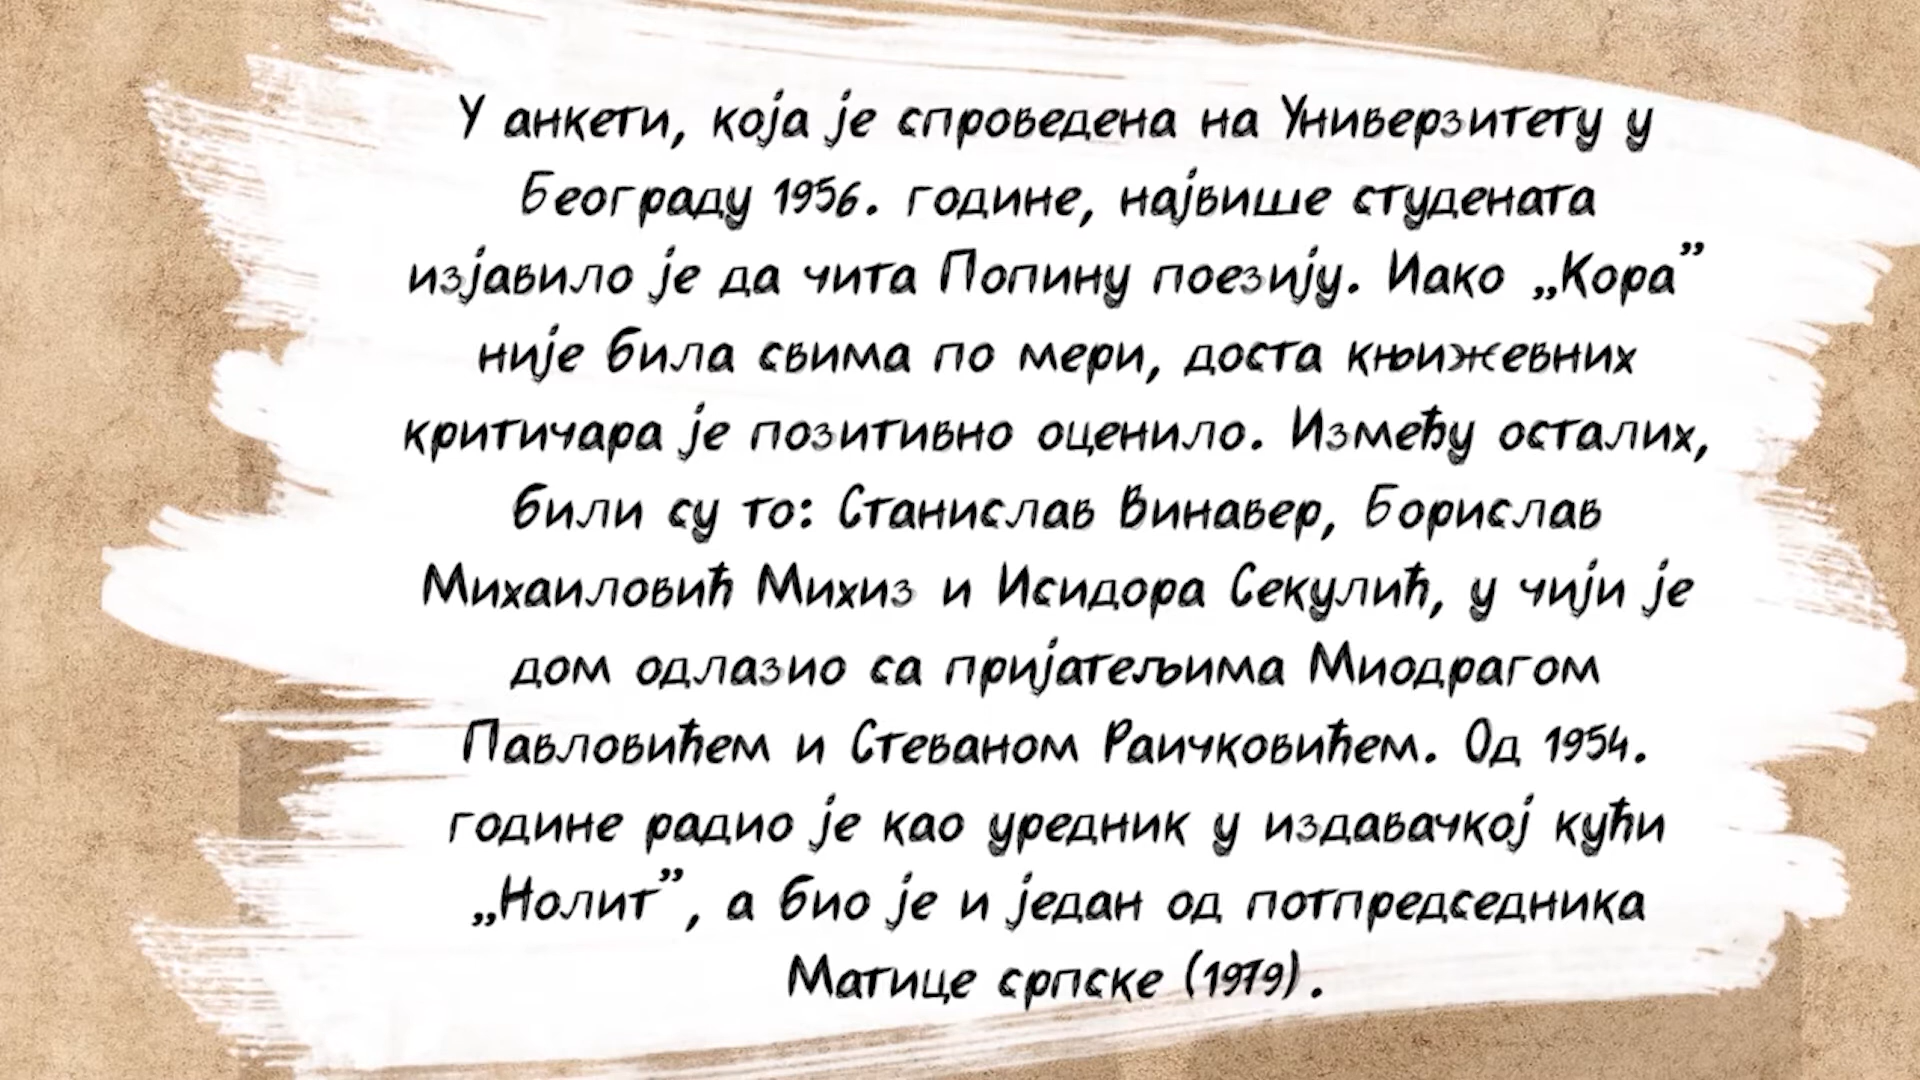 У анкети, која је спроведена на Универзитету у
Београду 1956. године, највише студената
изјавило је да чита Попину поезију. Иако „Кора”
није била свима по мери, доста књижевних
критичара је позитивно оценило. Између осталих,
били су то: Станислав Винавер, Борислав
Михаиловић Михиз и Исидора Секулић, у чији је
дом одлазио са пријатељима Миодрагом
Павловићем и Стеваном Раичковићем. Од 1954.
године радио је као уредник у издавачкој кући
„Нолит”, а био је и један од потпредседника
Матице српске (1979).